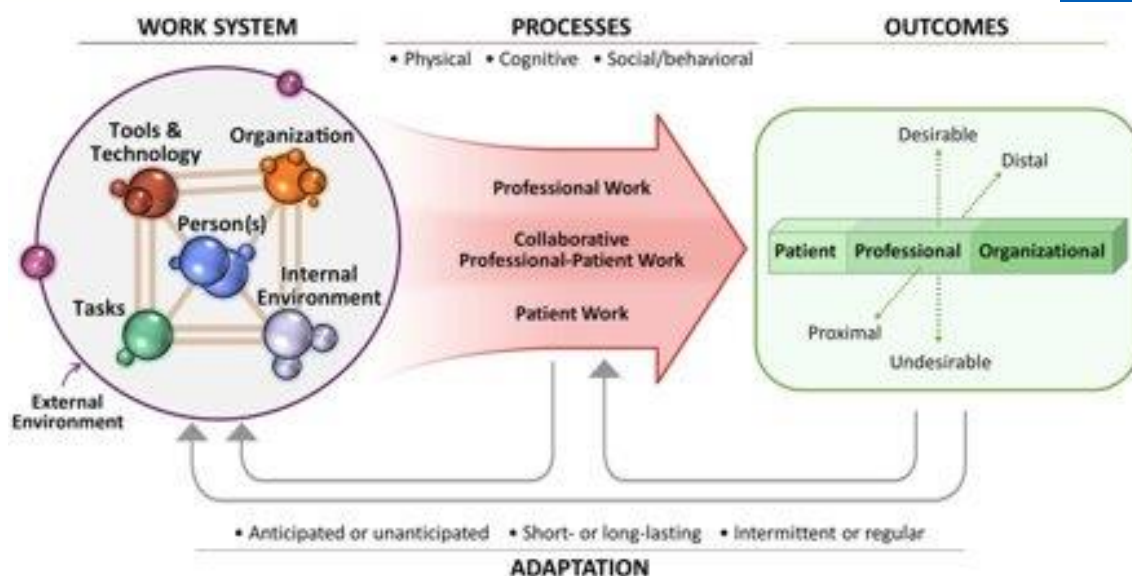 WORK SYSTEM
PROCESSES
OUTCOMES
• Physical • Cognitive • Social/behavioral
Tools &
Technology
Organization
Person(s)
Internal
Environment
Tasks
External
Environment
Professional Work
Collaborative
Professional-Patient Work
Patient Work
Desirable
Distal
Patient
Professional
Organizational
Proximal
Undesirable
• Anticipated or unanticipated • Short- or long-lasting • Intermittent or regular
ADAPTATION